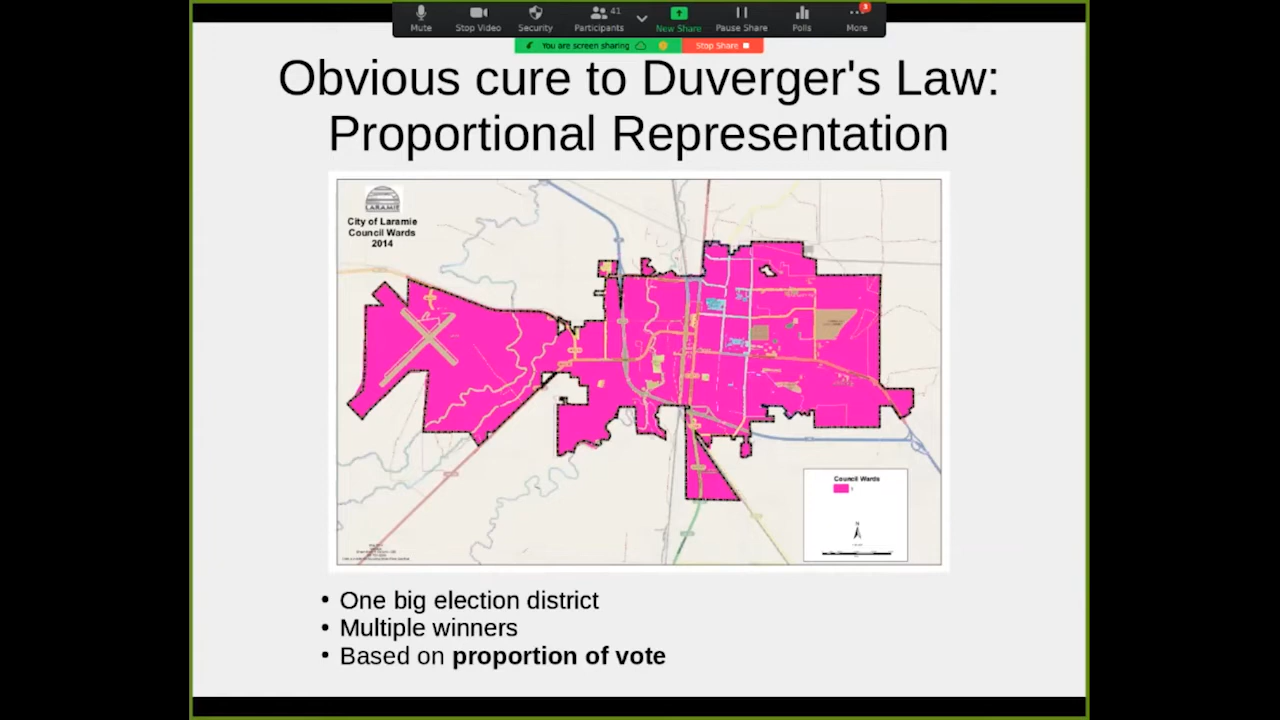 41
3
Mute
Stop Video
Security
Participants
New Share
Pause Share
Polls
More
You are screen sharing
Stop Share
Obvious cure to Duverger's Law:
Proportional Representation
LARAMIE
City of Laramie
Council Wards
2014
Council Wards
N
• One big election district
• Multiple winners
• Based on proportion of vote